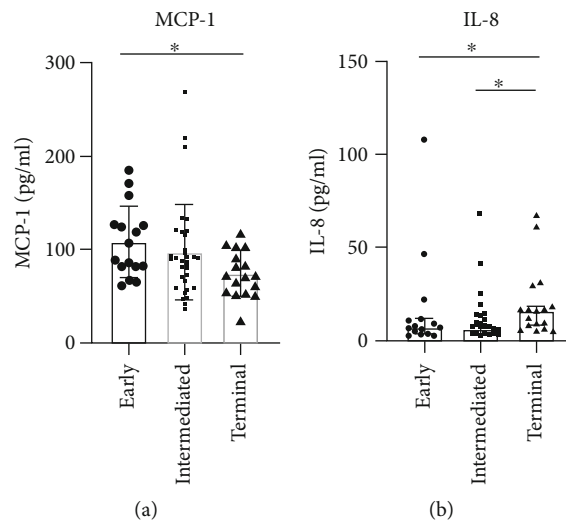 MCP-1
*
300
200
100
0
MCP-1 (pg/ml)
Early
Intermediated
Terminal
(a)
IL-8
*
*
150
100
50
0
IL-8 (pg/ml)
Early
Intermediated
Terminal
(b)